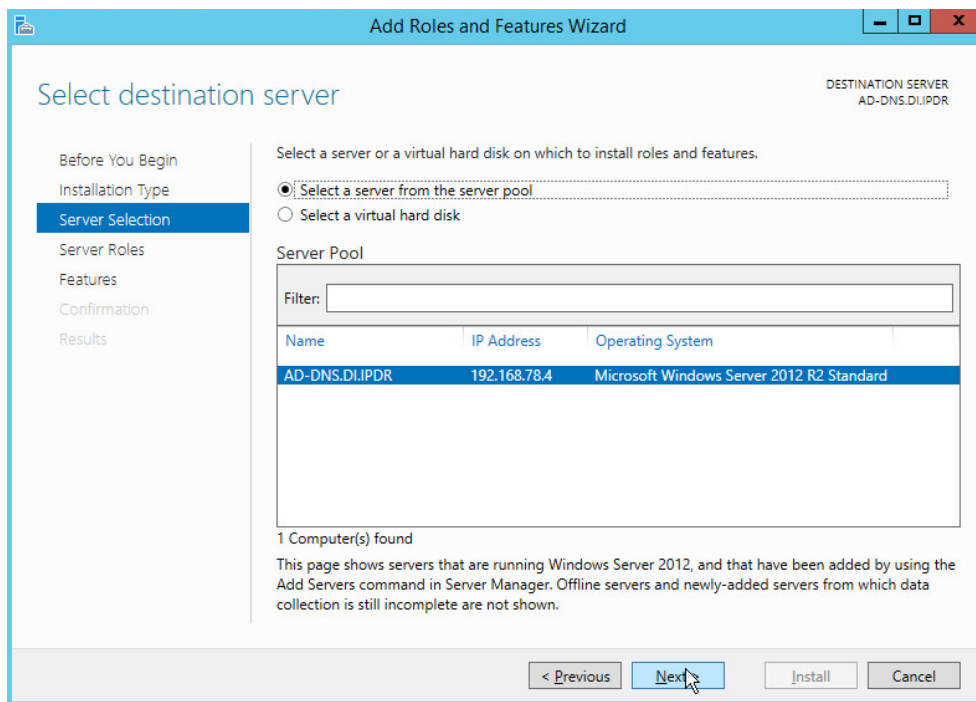 Add Roles and Features Wizard
Select destination server
DESTINATION SERVER
AD-DNS.DI.IPDR
Before You Begin
Installation Type
Server Selection
Server Roles
Features
Confirmation
Results
Select a server or a virtual hard disk on which to install roles and features.
Select a server from the server pool
Select a virtual hard disk
Server Pool
Filter:
Name IP Address Operating System
AD-DNS.DI.IPDR 192.168.78.4 Microsoft Windows Server 2012 R2 Standard
1 Computer(s) found
This page shows servers that are running Windows Server 2012, and that have been added by using the
Add Servers command in Server Manager. Offline servers and newly-added servers from which data
collection is still incomplete are not shown.
< Previous Next > Install Cancel